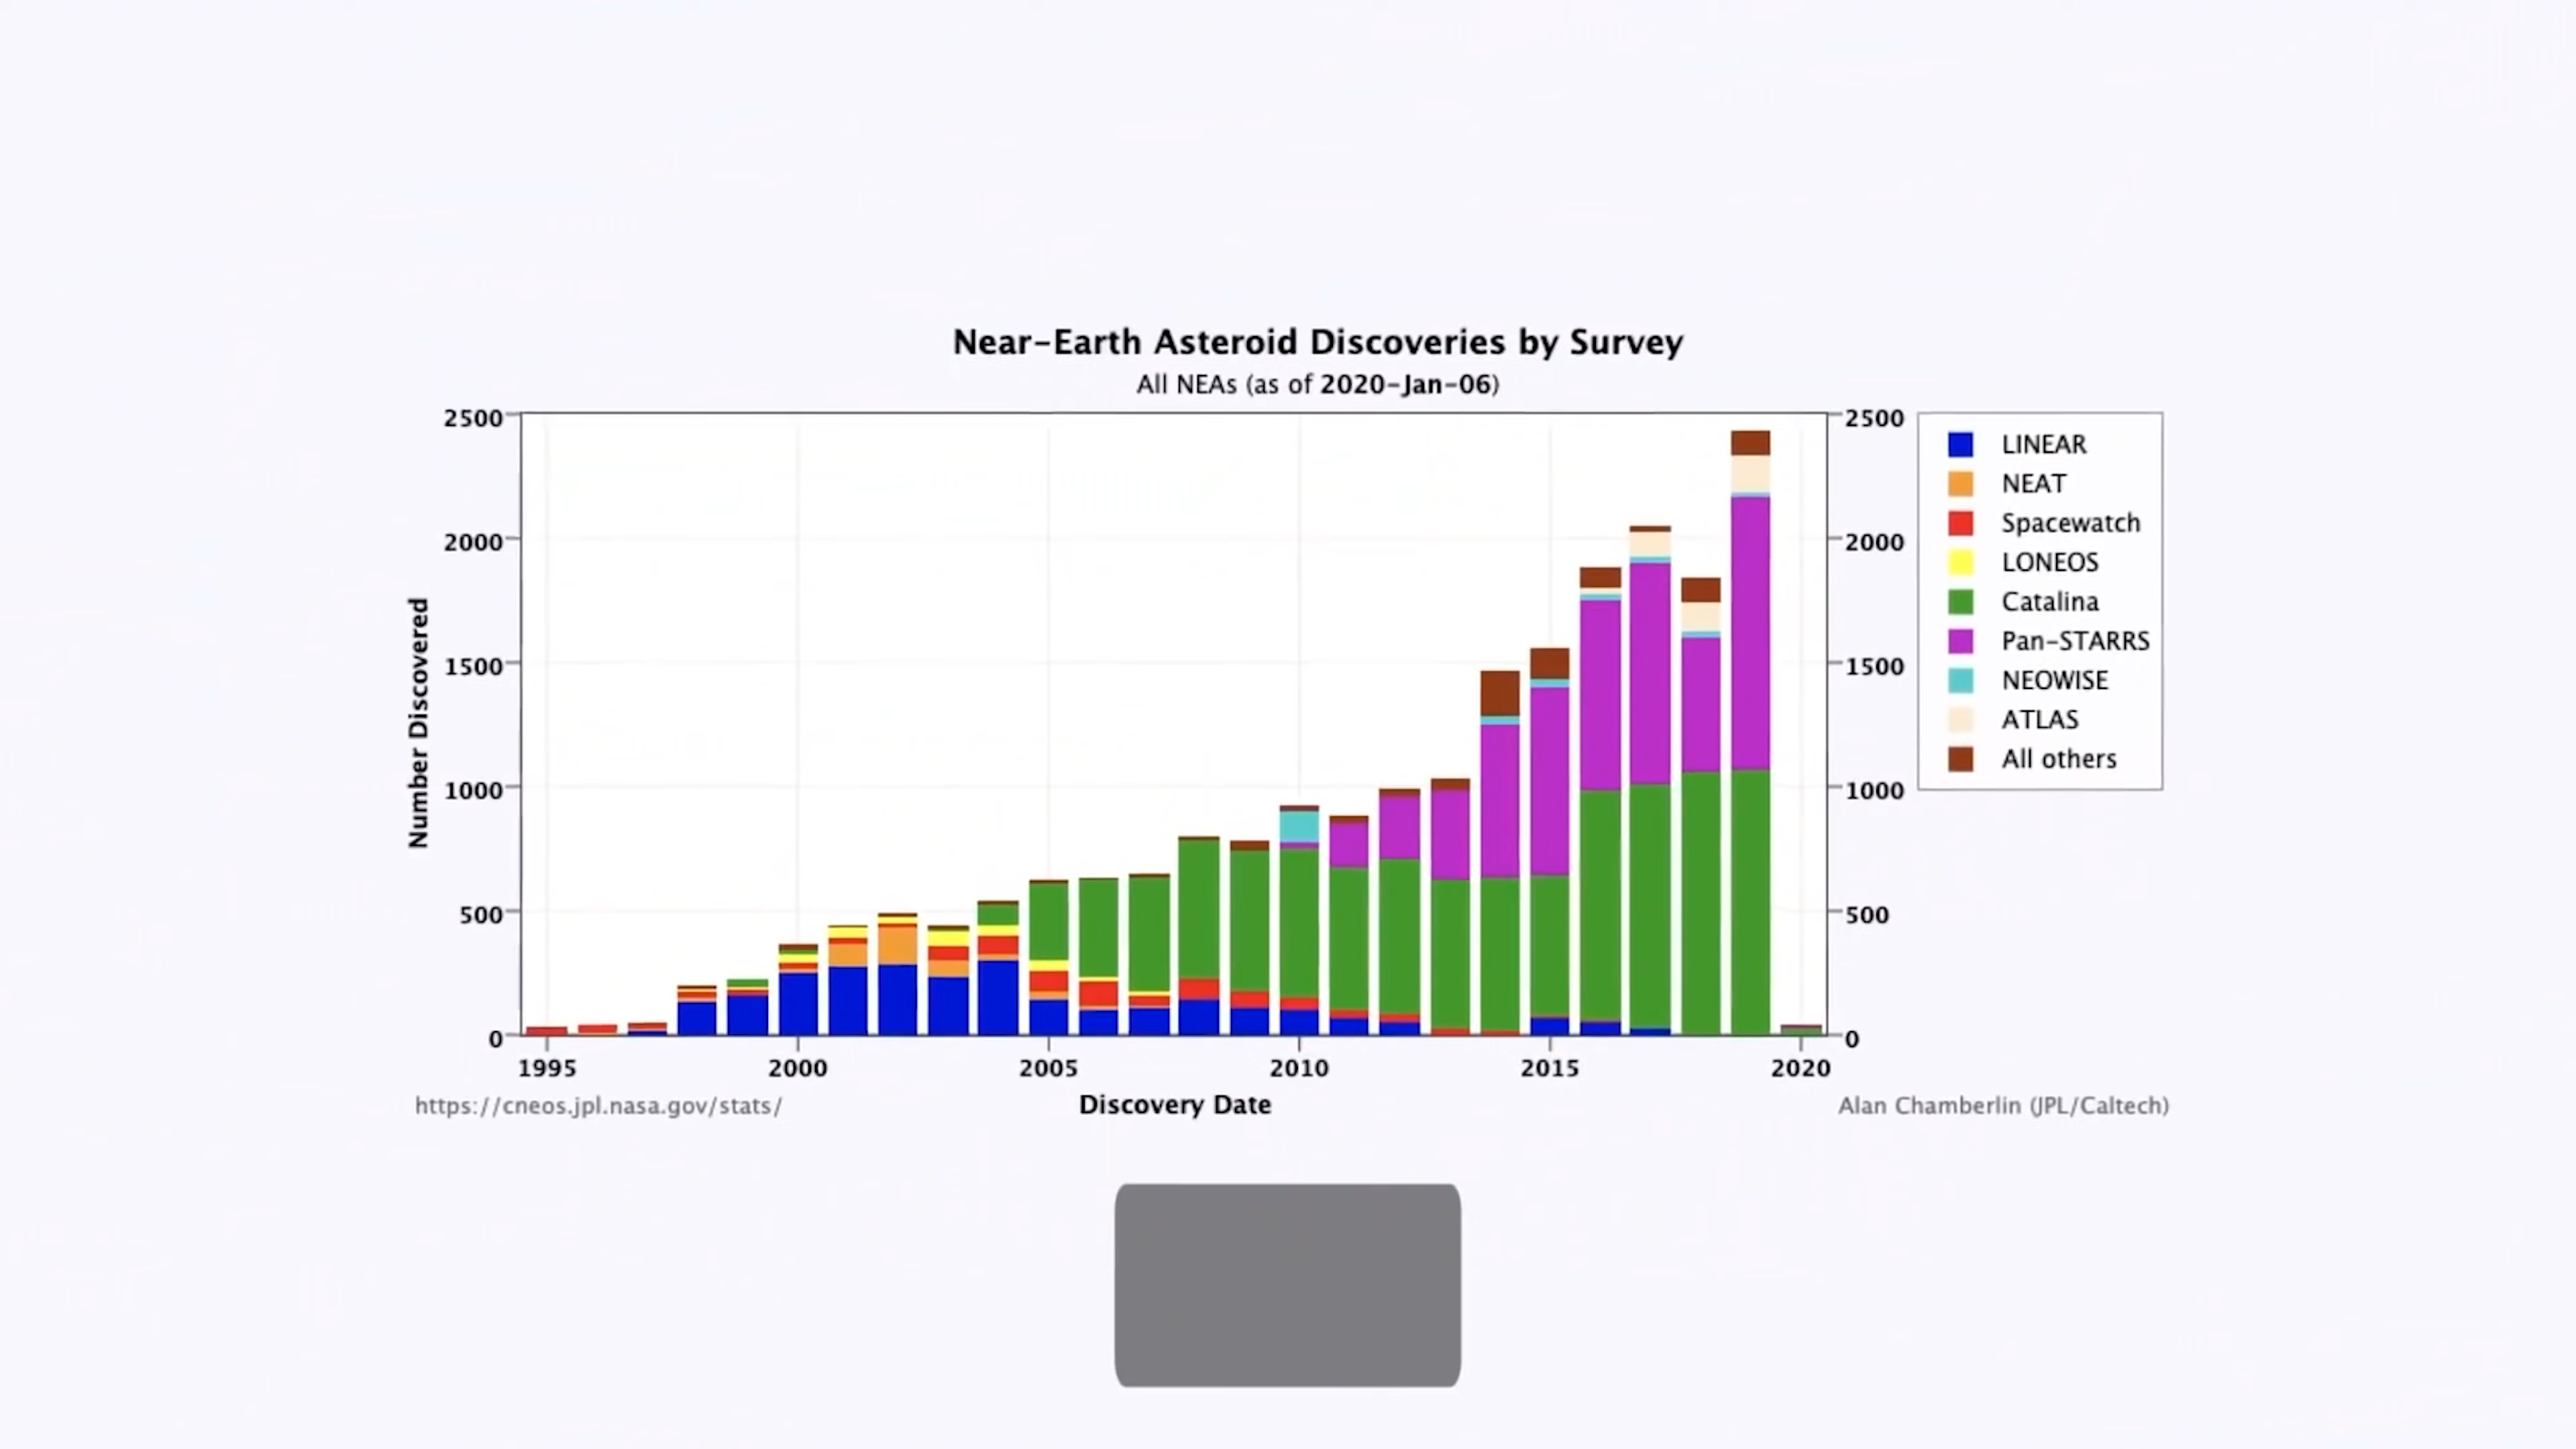 Near-Earth Asteroid Discoveries by Survey
All NEAs (as of 2020-Jan-06)
Number Discovered
2500
2000
1500
1000
500
0
2500
2000
1500
1000
500
0
1995 2000 2005 2010 2015 2020
Discovery Date
LINEAR
NEAT
Spacewatch
LONEOS
Catalina
Pan-STARRS
NEOWISE
ATLAS
All others
https://cneos.jpl.nasa.gov/stats/
Alan Chamberlin (JPL/Caltech)